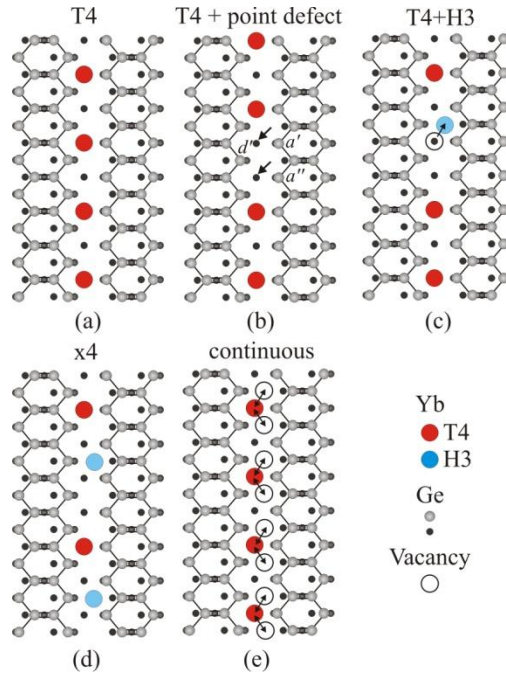 T4
T4 + point defect
T4+H3
d''
a'
a''
(a)
(b)
(c)
x4
continuous
Yb
T4
H3
Ge
Vacancy
(d)
(e)